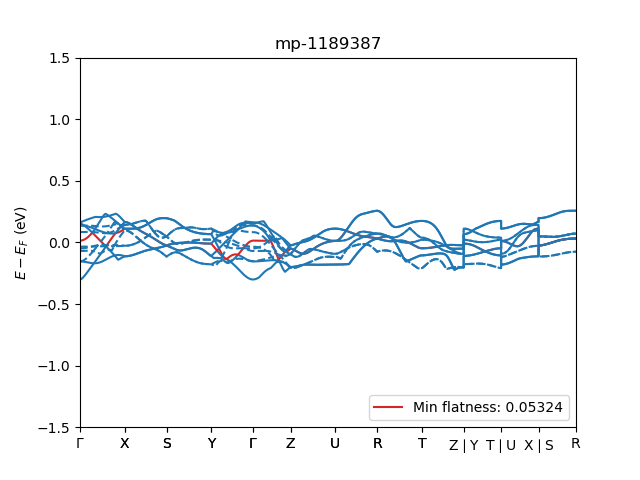 mp-1189387
E − E_F (eV)
1.5
1.0
0.5
0.0
−0.5
−1.0
−1.5
Min flatness: 0.05324
Γ X S Y Γ Z U R T Z | Y T | U X | S R